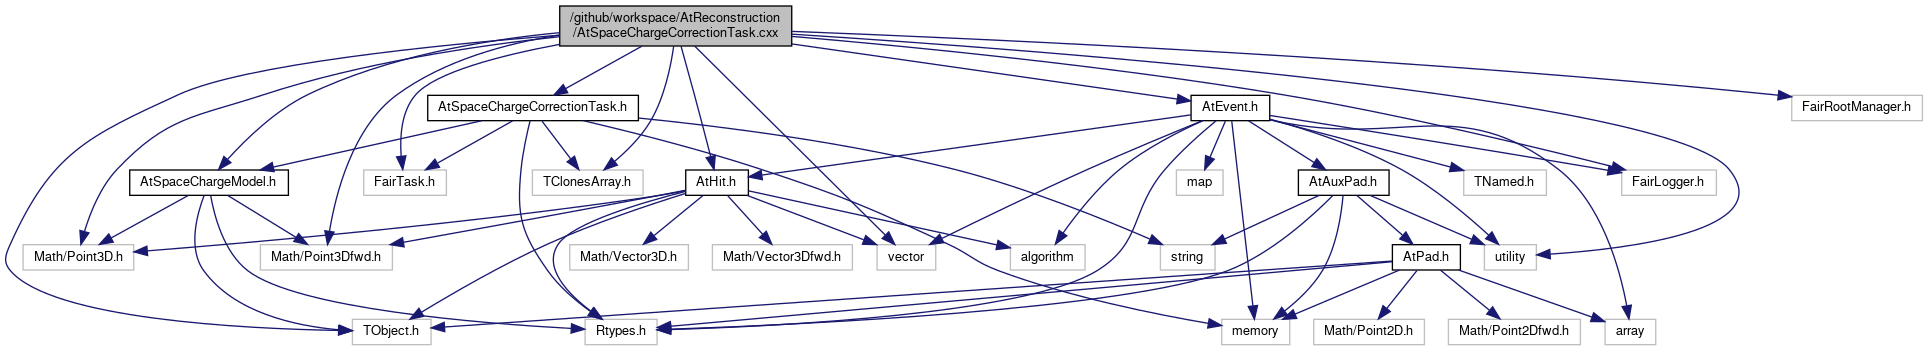 /github/workspace/AtReconstruction
/AtSpaceChargeCorrectionTask.cxx
AtSpaceChargeCorrectionTask.h
AtEvent.h
FairRootManager.h
AtSpaceChargeModel.h
FairTask.h
TClonesArray.h
AtHit.h
map
AtAuxPad.h
TNamed.h
FairLogger.h
Math/Point3D.h
Math/Point3Dfwd.h
Math/Vector3D.h
Math/Vector3Dfwd.h
vector
algorithm
string
AtPad.h
utility
TObject.h
Rtypes.h
memory
Math/Point2D.h
Math/Point2Dfwd.h
array